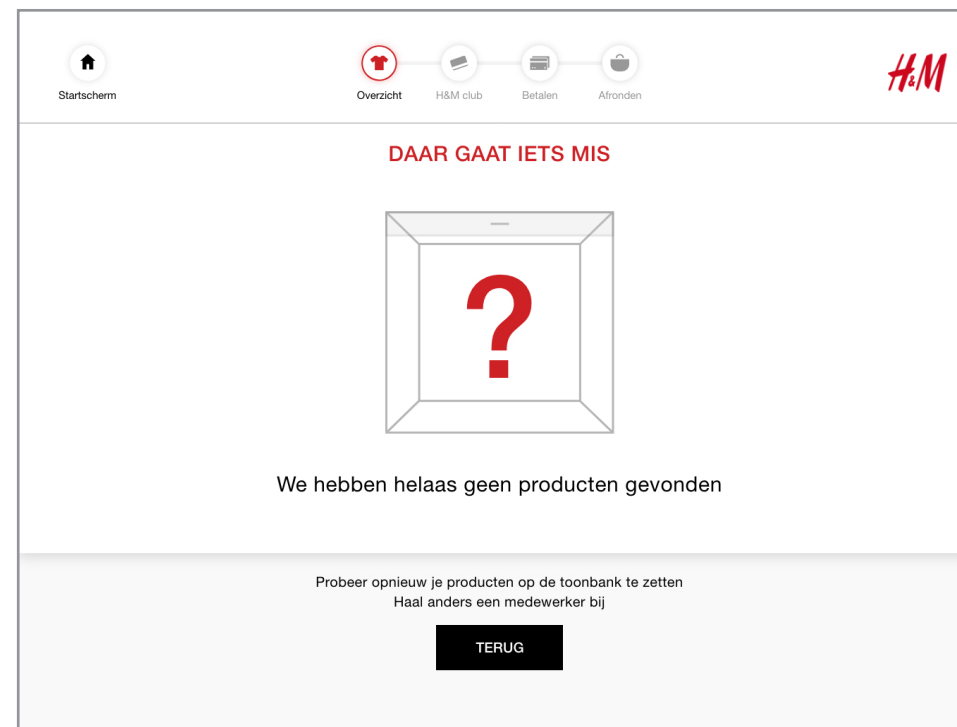 Startscherm
Overzicht
H&M club
Betalen
Afronden
H&M
DAAR GAAT IETS MIS
?
We hebben helaas geen producten gevonden
Probeer opnieuw je producten op de toonbank te zetten
Haal anders een medewerker bij
TERUG